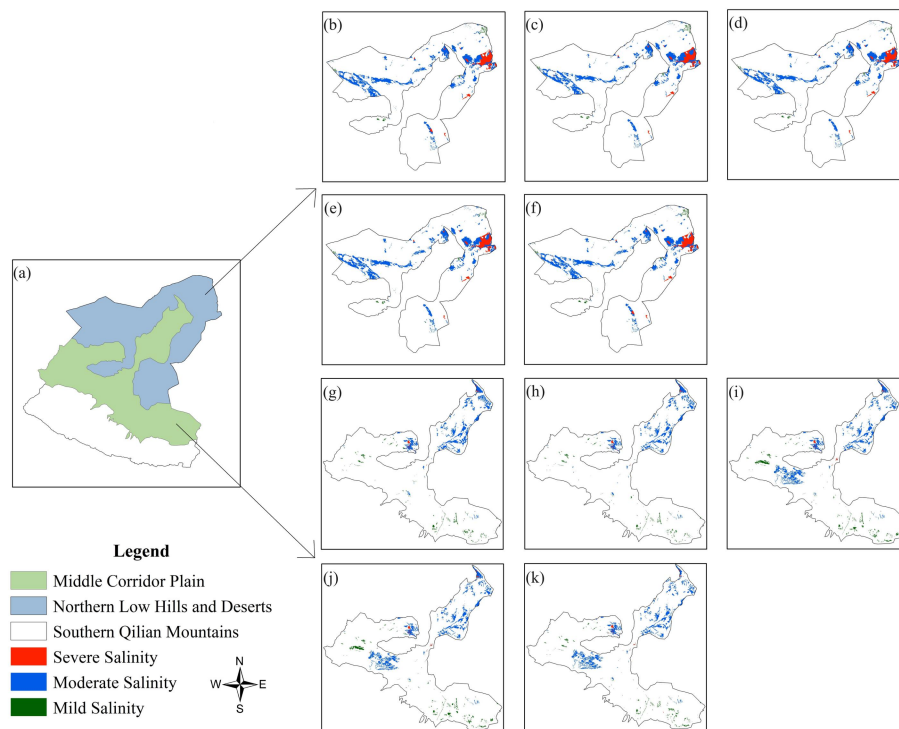 (b)
(c)
(d)
(e)
(f)
(a)
(g)
(h)
(i)
(j)
(k)
Legend
Middle Corridor Plain
Northern Low Hills and Deserts
Southern Qilian Mountains
Severe Salinity
Moderate Salinity
Mild Salinity
N
W E
S